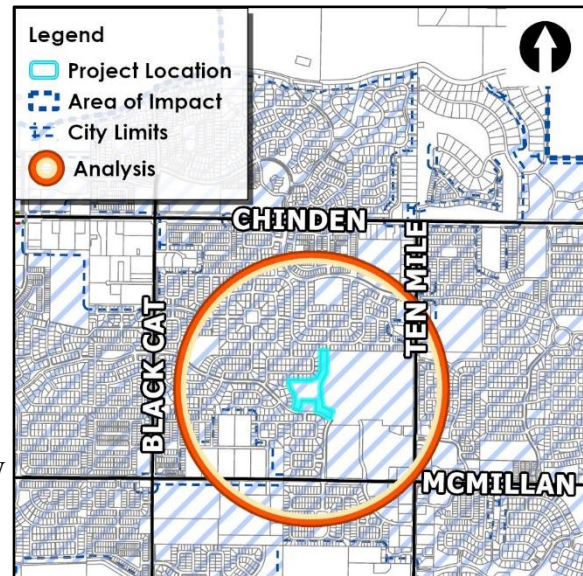 Legend
Project Location
Area of Impact
City Limits
Analysis
CHINDEN
TEN MILE
BLACK CAT
MCMILLAN